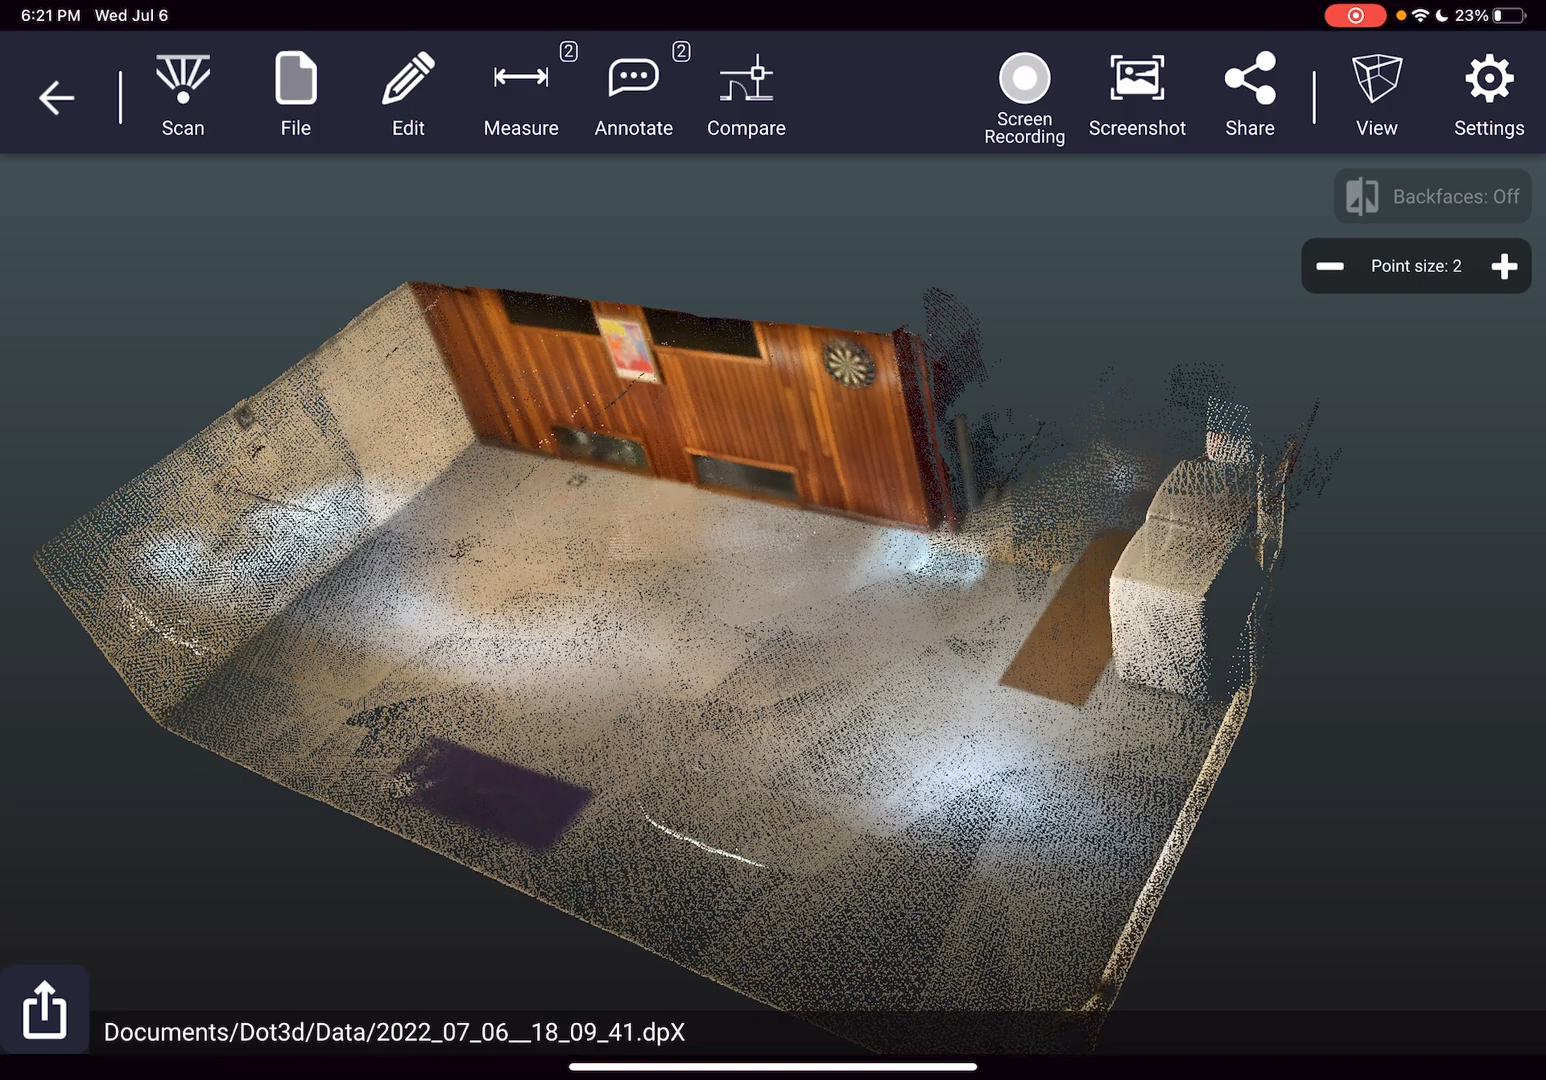 6:21 PM Wed Jul 6
23%
Scan
File
Edit
2
Measure
2
Annotate
Compare
Screen
Recording
Screenshot
Share
View
Settings
Backfaces: Off
Point size: 2
Documents/Dot3d/Data/2022_07_06__18_09_41.dpX